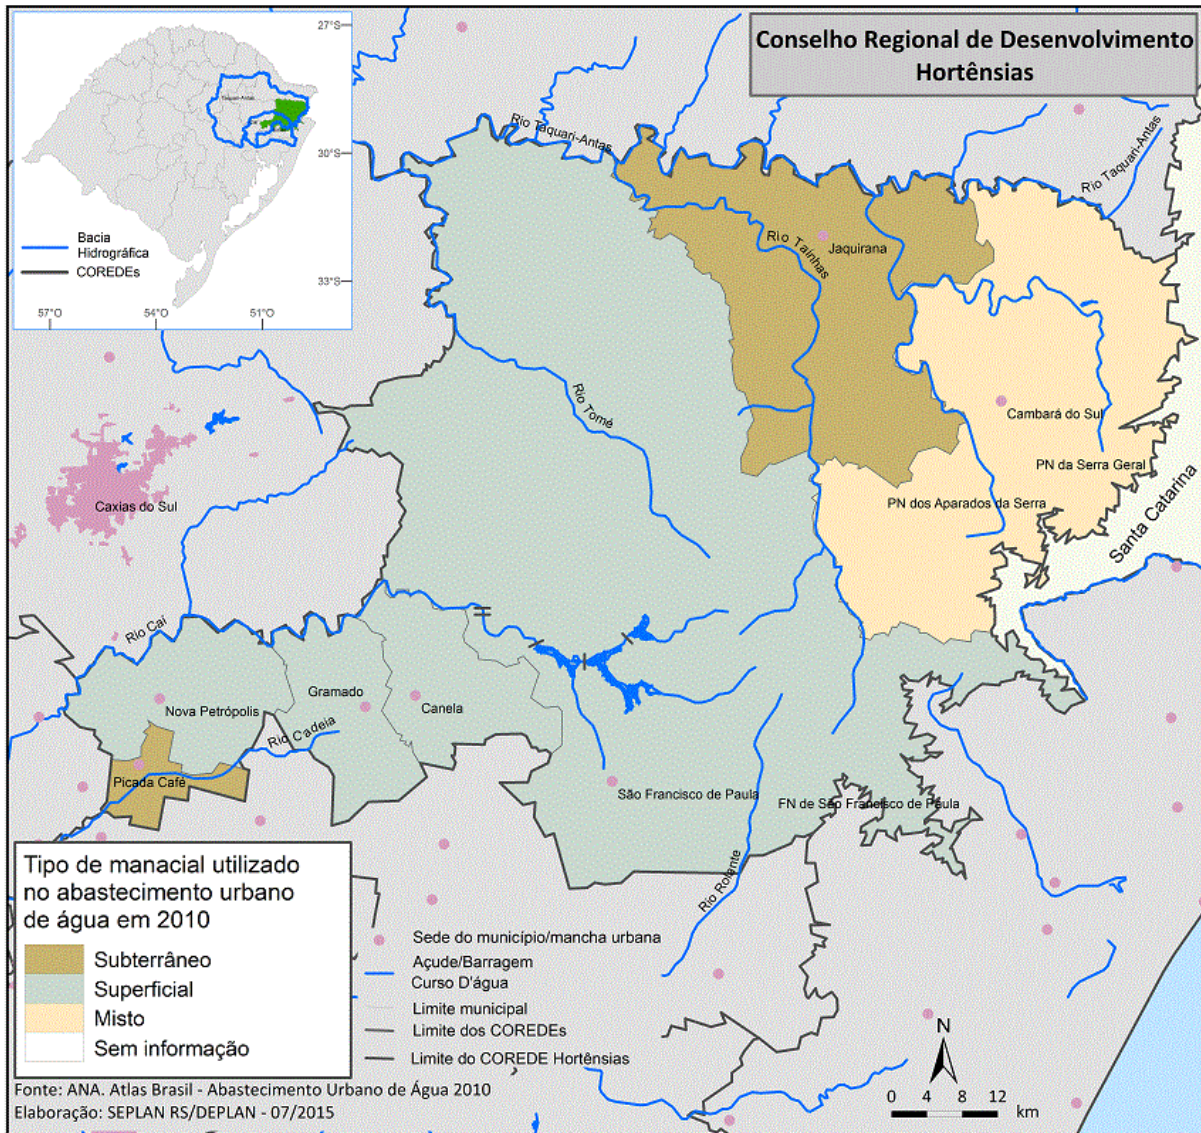 Conselho Regional de Desenvolvimento
Hortênsias
27°S
30°S
33°S
57°O
54°O
51°O
Taquari-Antas
Bacia
Hidrográfica
COREDEs
Rio Taquari-Antas
Rio Taquari-Antas
Rio Tainhas
Jaquirana
Rio Tomé
Cambará do Sul
PN da Serra Geral
PN dos Aparados da Serra
Santa Catarina
Caxias do Sul
Rio Caí
Nova Petrópolis
Gramado
Canela
Rio Cadeia
Picada Café
São Francisco de Paula
FN de São Francisco de Paula
Rio Rolante
Tipo de manacial utilizado
no abastecimento urbano
de água em 2010
Subterrâneo
Superficial
Misto
Sem informação
Sede do município/mancha urbana
Açude/Barragem
Curso D'água
Limite municipal
Limite dos COREDEs
Limite do COREDE Hortênsias
N
0 4 8 12
km
Fonte: ANA. Atlas Brasil - Abastecimento Urbano de Água 2010
Elaboração: SEPLAN RS/DEPLAN - 07/2015